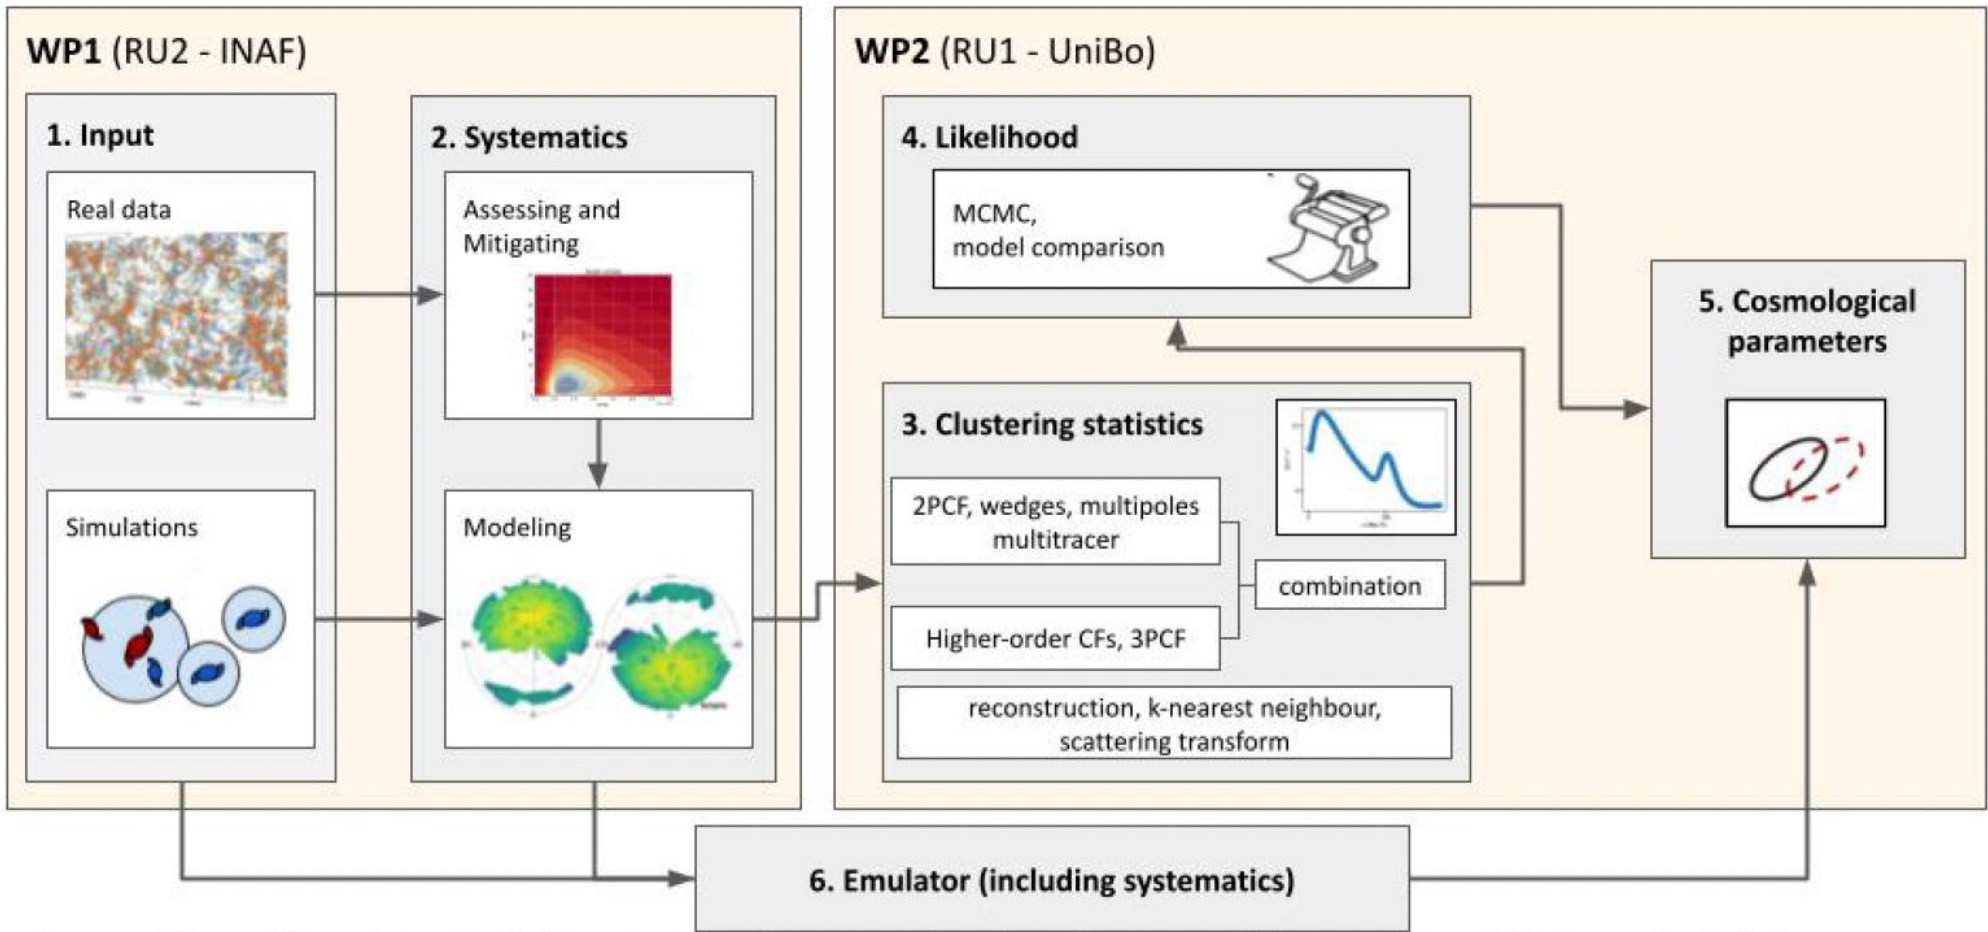 WP1 (RU2 - INAF)
1. Input
Real data
Simulations
2. Systematics
Assessing and
Mitigating
Modeling
WP2 (RU1 - UniBo)
4. Likelihood
MCMC,
model comparison
3. Clustering statistics
2PCF, wedges, multipoles
multitracer
combination
Higher-order CFs, 3PCF
reconstruction, k-nearest neighbour,
scattering transform
5. Cosmological
parameters
6. Emulator (including systematics)